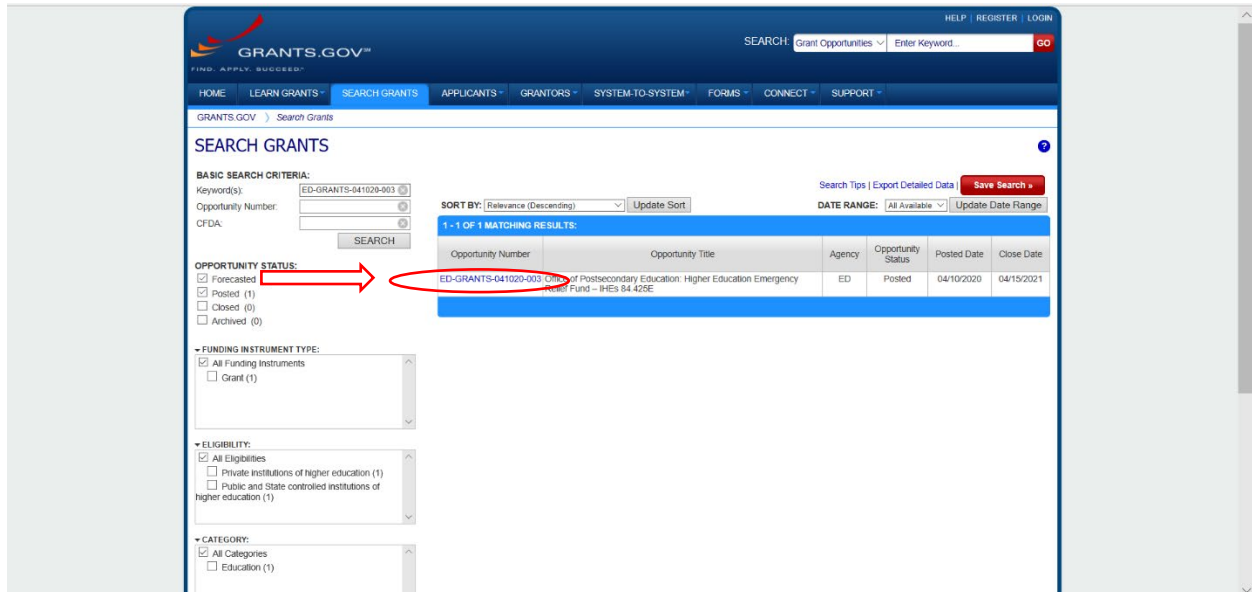 HELP | REGISTER | LOGIN
SEARCH: Grant Opportunities Enter Keyword... GO
GRANTS.GOV℠
FIND. APPLY. SUCCEED.℠
HOME LEARN GRANTS SEARCH GRANTS APPLICANTS GRANTORS SYSTEM-TO-SYSTEM FORMS CONNECT SUPPORT
GRANTS.GOV 〉 Search Grants
SEARCH GRANTS
?
BASIC SEARCH CRITERIA:
Keyword(s): ED-GRANTS-041020-003
Opportunity Number:
CFDA:
SEARCH
OPPORTUNITY STATUS:
Forecasted
Posted (1)
Closed (0)
Archived (0)
FUNDING INSTRUMENT TYPE:
All Funding Instruments
Grant (1)
ELIGIBILITY:
All Eligibilities
Private institutions of higher education (1)
Public and State controlled institutions of
higher education (1)
CATEGORY:
All Categories
Education (1)
Search Tips | Export Detailed Data | Save Search »
SORT BY: Relevance (Descending) Update Sort DATE RANGE: All Available Update Date Range
1 - 1 OF 1 MATCHING RESULTS:
Opportunity Number Opportunity Title Agency Opportunity Status Posted Date Close Date
ED-GRANTS-041020-003 Office of Postsecondary Education: Higher Education Emergency ED Posted 04/10/2020 04/15/2021
Relief Fund – IHEs 84.425E